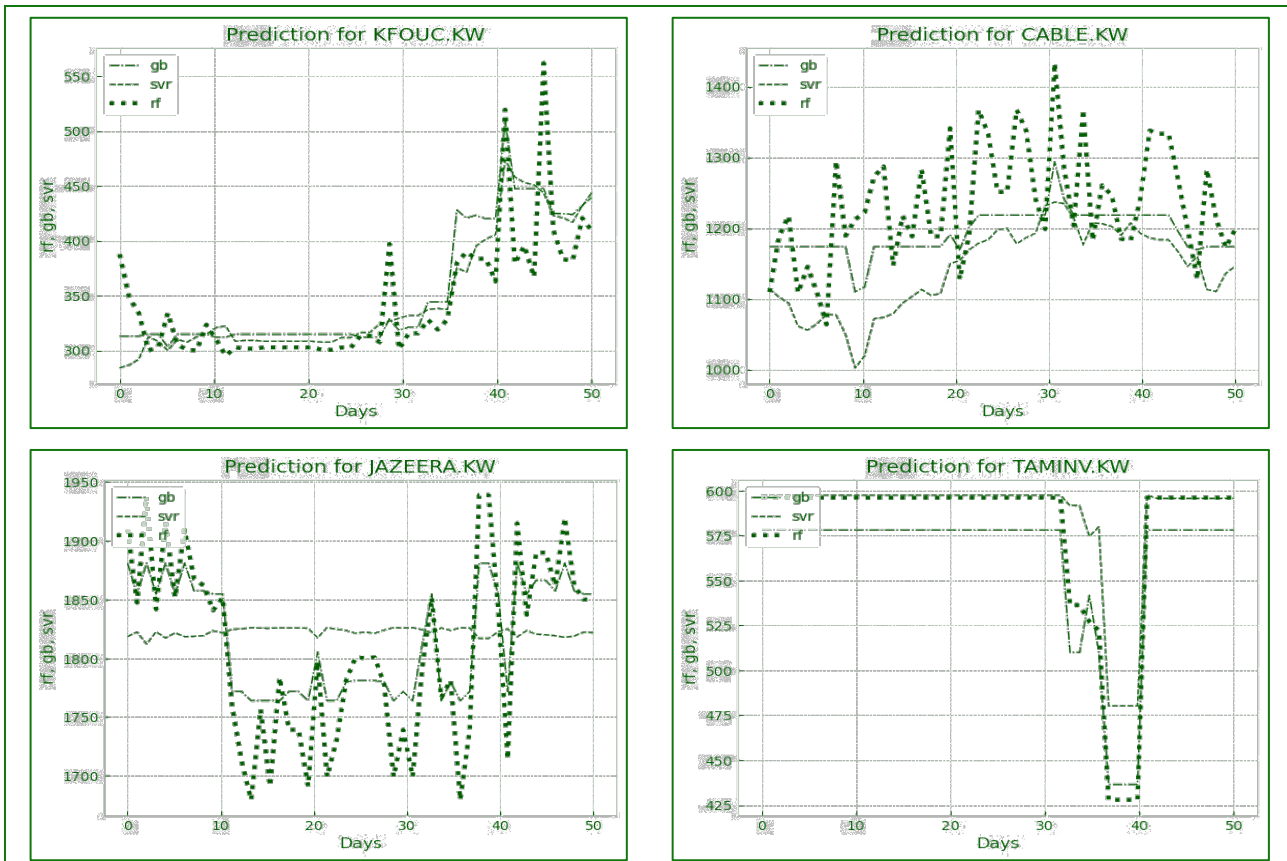 Prediction for KFOUC.KW
gb
svr
rf
rf, gb, svr
550
500
450
400
350
300
0 10 20 30 40 50
Days
Prediction for CABLE.KW
gb
svr
rf
rf, gb, svr
1400
1300
1200
1100
1000
0 10 20 30 40 50
Days
Prediction for JAZEERA.KW
gb
svr
rf
rf, gb, svr
1950
1900
1850
1800
1750
1700
0 10 20 30 40 50
Days
Prediction for TAMINV.KW
gb
svr
rf
rf, gb, svr
600
575
550
525
500
475
450
425
0 10 20 30 40 50
Days